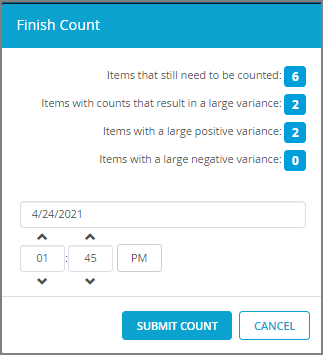 Finish Count
Items that still need to be counted: 6
Items with counts that result in a large variance: 2
Items with a large positive variance: 2
Items with a large negative variance: 0
4/24/2021
01 : 45 PM
SUBMIT COUNT CANCEL